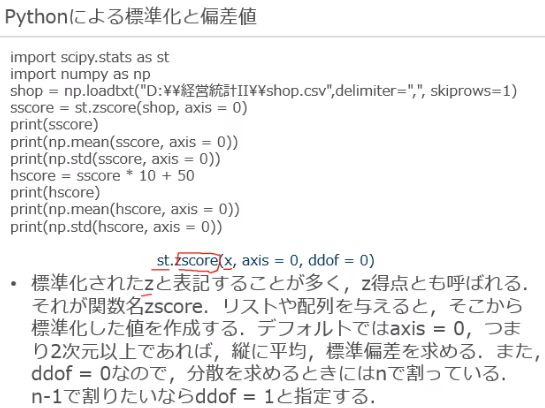 Pythonによる標準化と偏差値
import scipy.stats as st
import numpy as np
shop = np.loadtxt("D:¥¥経営統計II¥¥shop.csv",delimiter=",", skiprows=1)
sscore = st.zscore(shop, axis = 0)
print(sscore)
print(np.mean(sscore, axis = 0))
print(np.std(sscore, axis = 0))
hscore = sscore * 10 + 50
print(hscore)
print(np.mean(hscore, axis = 0))
print(np.std(hscore, axis = 0))
st.zscore(x, axis = 0, ddof = 0)
• 標準化されたzと表記することが多く，z得点とも呼ばれる．
それが関数名zscore．リストや配列を与えると，そこから
標準化した値を作成する．デフォルトではaxis = 0，つま
り2次元以上であれば，縦に平均，標準偏差を求める．また，
ddof = 0なので，分散を求めるときにはnで割っている．
n-1で割りたいならddof = 1と指定する．